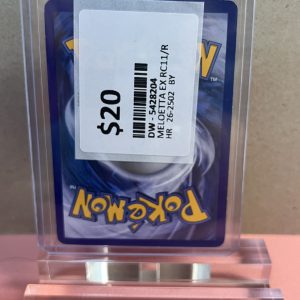 $20
DW - 5428204
MELOETTA EX RC11/R
HR 26-2502 BY
POKéMON